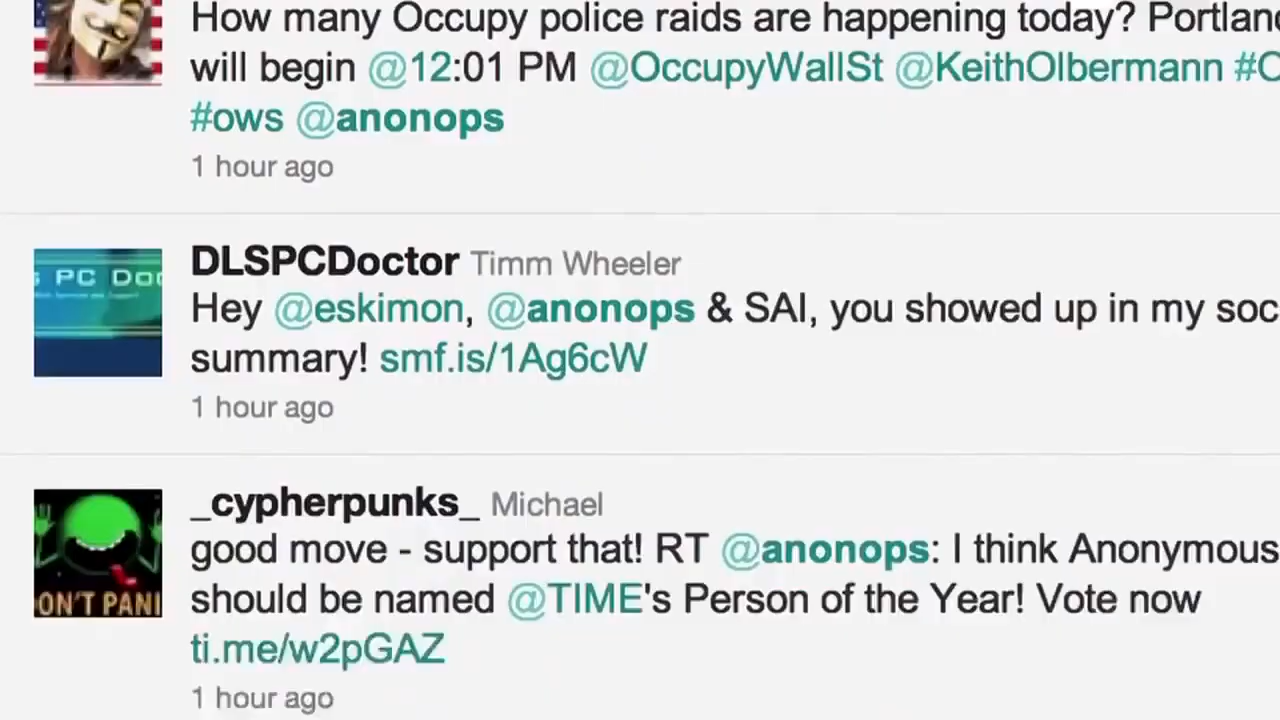 How many Occupy police raids are happening today? Portland
will begin @12:01 PM @OccupyWallSt @KeithOlbermann
#ows @anonops
1 hour ago
DLSPCDoctor Timm Wheeler
PC
Hey @eskimon, @anonops & SAI, you showed up in my soc
summary! smf.is/1Ag6cW
1 hour ago
_cypherpunks_ Michael
good move - support that! RT @anonops: I think Anonymous
should be named @TIME's Person of the Year! Vote now
ON'T PANI
ti.me/w2pGAZ
1 hour ago